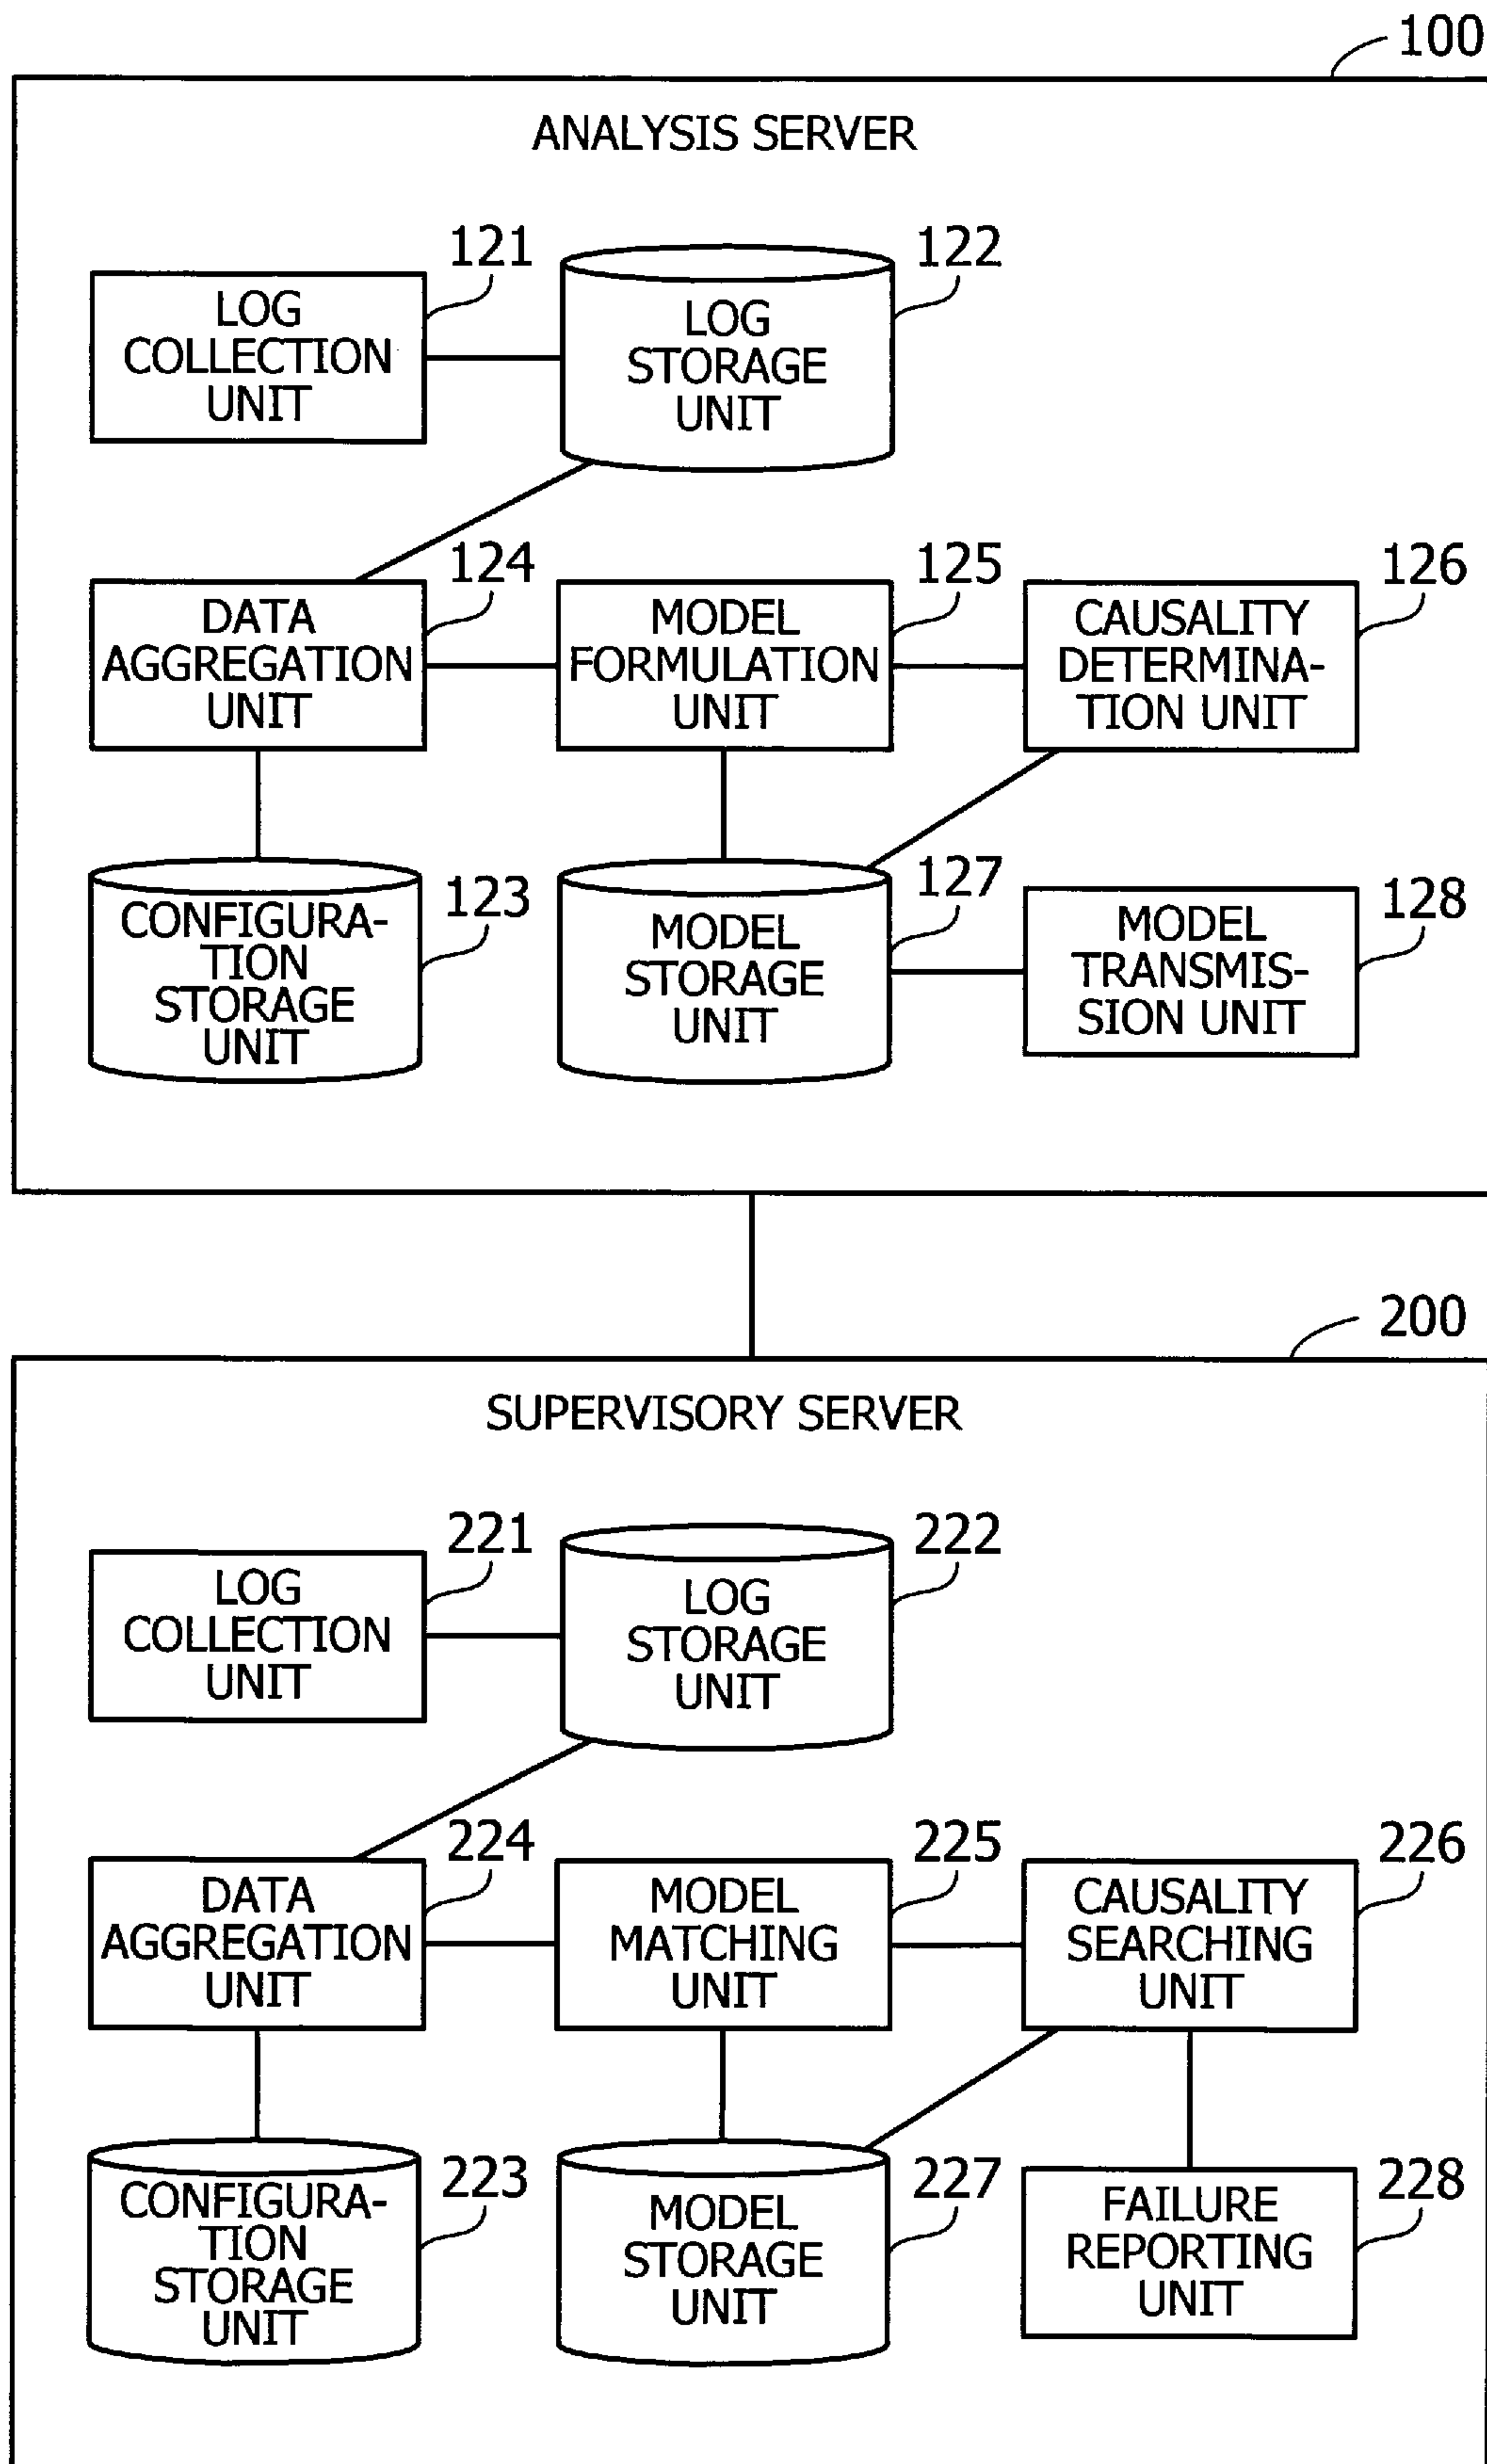 100
ANALYSIS SERVER
121
122
LOG
COLLECTION
UNIT
LOG
STORAGE
UNIT
124
125
126
DATA
AGGREGATION
UNIT
MODEL
FORMULATION
UNIT
CAUSALITY
DETERMINA-
TION UNIT
123
127
128
CONFIGURA-
TION
STORAGE
UNIT
MODEL
STORAGE
UNIT
MODEL
TRANSMIS-
SION UNIT
200
SUPERVISORY SERVER
221
222
LOG
COLLECTION
UNIT
LOG
STORAGE
UNIT
224
225
226
DATA
AGGREGATION
UNIT
MODEL
MATCHING
UNIT
CAUSALITY
SEARCHING
UNIT
223
227
228
CONFIGURA-
TION
STORAGE
UNIT
MODEL
STORAGE
UNIT
FAILURE
REPORTING
UNIT